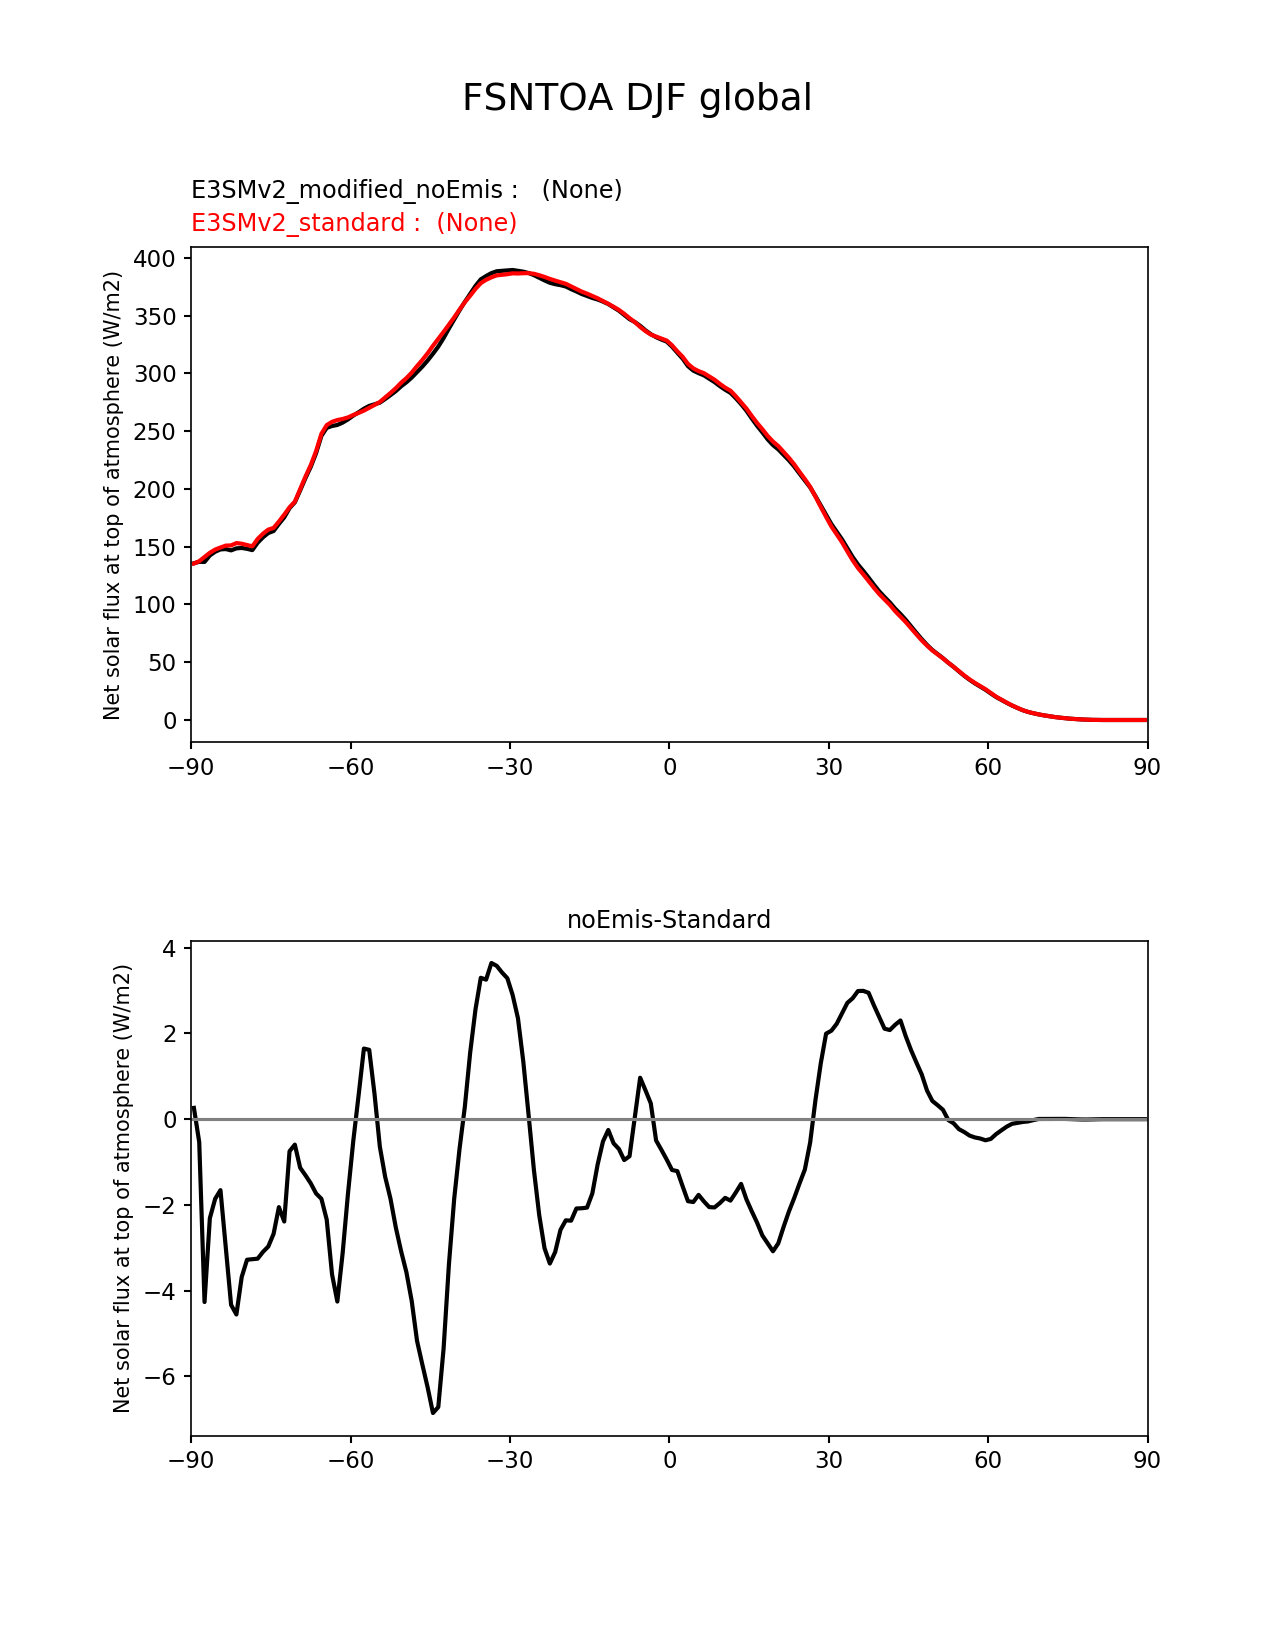 FSNTOA DJF global
E3SMv2_modified_noEmis :   (None)
E3SMv2_standard :  (None)
Net solar flux at top of atmosphere (W/m2)
400
350
300
250
200
150
100
50
0
−90 −60 −30 0 30 60 90
noEmis-Standard
Net solar flux at top of atmosphere (W/m2)
4
2
0
−2
−4
−6
−90 −60 −30 0 30 60 90